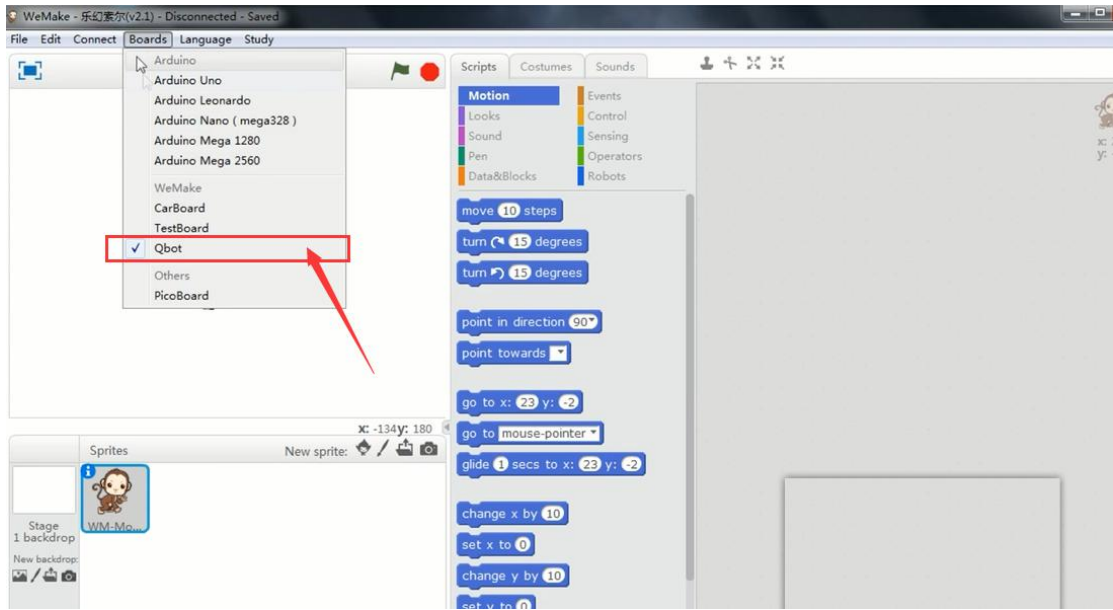 WeMake - 乐幻索尔(v2.1) - Disconnected - Saved
File Edit Connect Boards Language Study
Arduino
Arduino Uno
Arduino Leonardo
Arduino Nano ( mega328 )
Arduino Mega 1280
Arduino Mega 2560
WeMake
CarBoard
TestBoard
✓ Qbot
Others
PicoBoard
x: -134 y: 180
Sprites New sprite:
WM-Mo...
Stage
1 backdrop
New backdrop:
Scripts Costumes Sounds
Motion Events
Looks Control
Sound Sensing
Pen Operators
Data&Blocks Robots
move 10 steps
turn 15 degrees
turn 15 degrees
point in direction 90
point towards
go to x: 23 y: -2
go to mouse-pointer
glide 1 secs to x: 23 y: -2
change x by 10
set x to 0
change y by 10
set y to 0
x:
y: